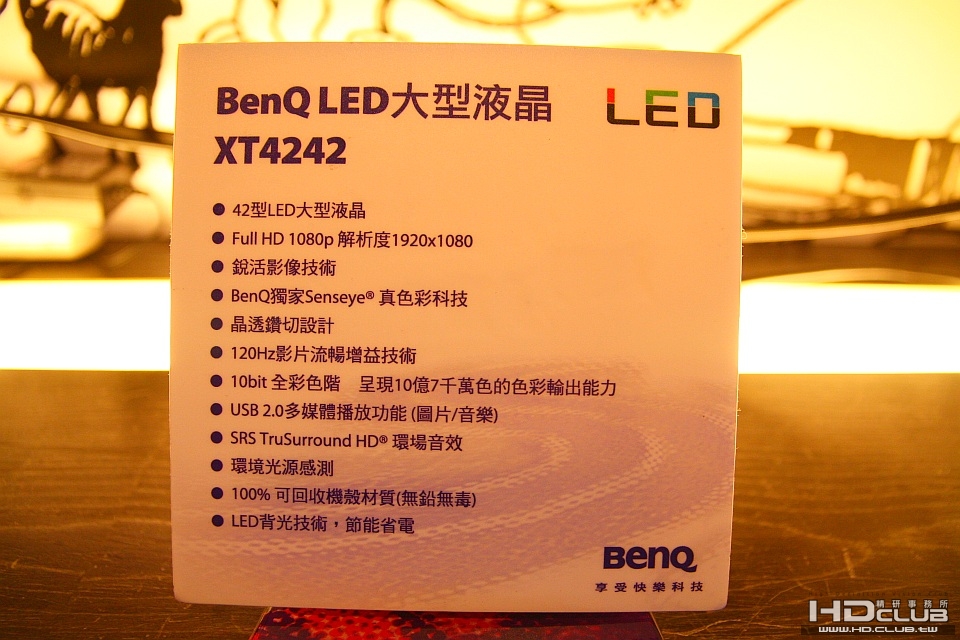 BenQ LED大型液晶
LED
XT4242
● 42型LED大型液晶
● Full HD 1080p 解析度1920x1080
● 銳活影像技術
● BenQ獨家Senseye® 真色彩科技
● 晶透鑽切設計
● 120Hz影片流暢增益技術
● 10bit 全彩色階　呈現10億7千萬色的色彩輸出能力
● USB 2.0多媒體播放功能 (圖片/音樂)
● SRS TruSurround HD® 環場音效
● 環境光源感測
● 100% 可回收機殼材質(無鉛無毒)
● LED背光技術，節能省電
BenQ
享受快樂科技
HD精研事務所
CLUB
www.HD.CLUB.tw